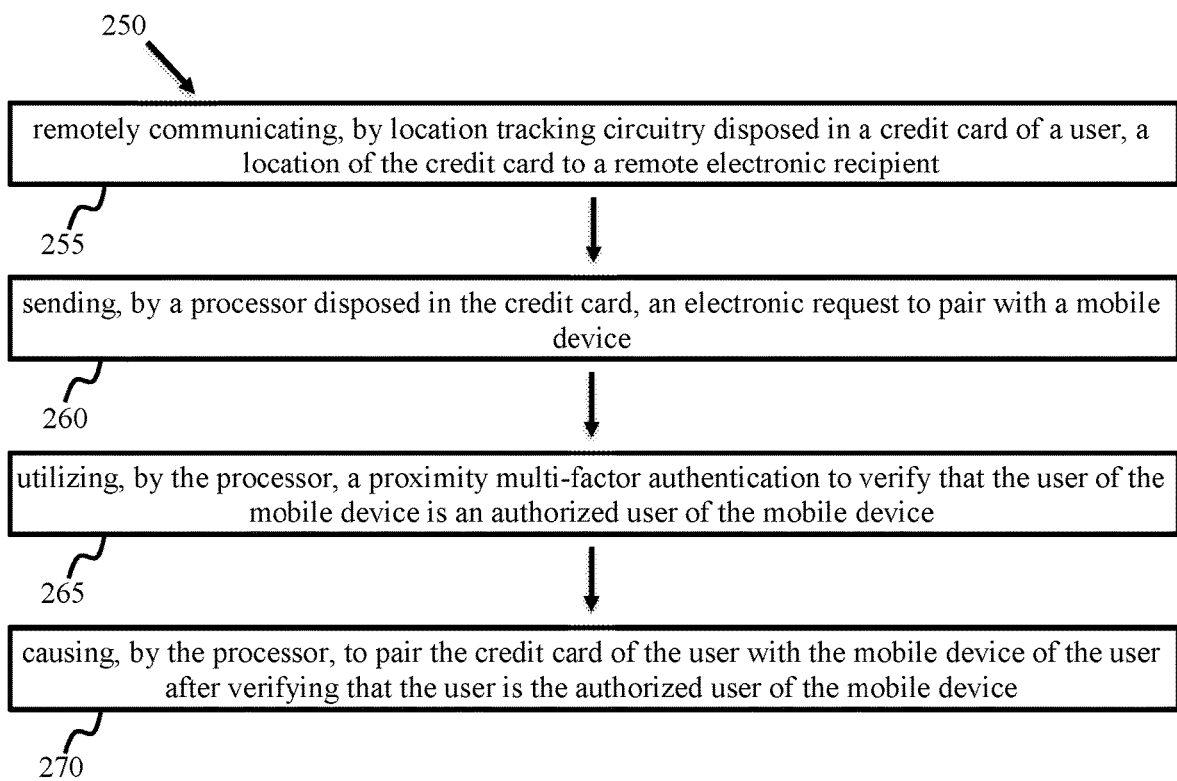 250
remotely communicating, by location tracking circuitry disposed in a credit card of a user, a
location of the credit card to a remote electronic recipient
255
sending, by a processor disposed in the credit card, an electronic request to pair with a mobile
device
260
utilizing, by the processor, a proximity multi-factor authentication to verify that the user of the
mobile device is an authorized user of the mobile device
265
causing, by the processor, to pair the credit card of the user with the mobile device of the user
after verifying that the user is the authorized user of the mobile device
270